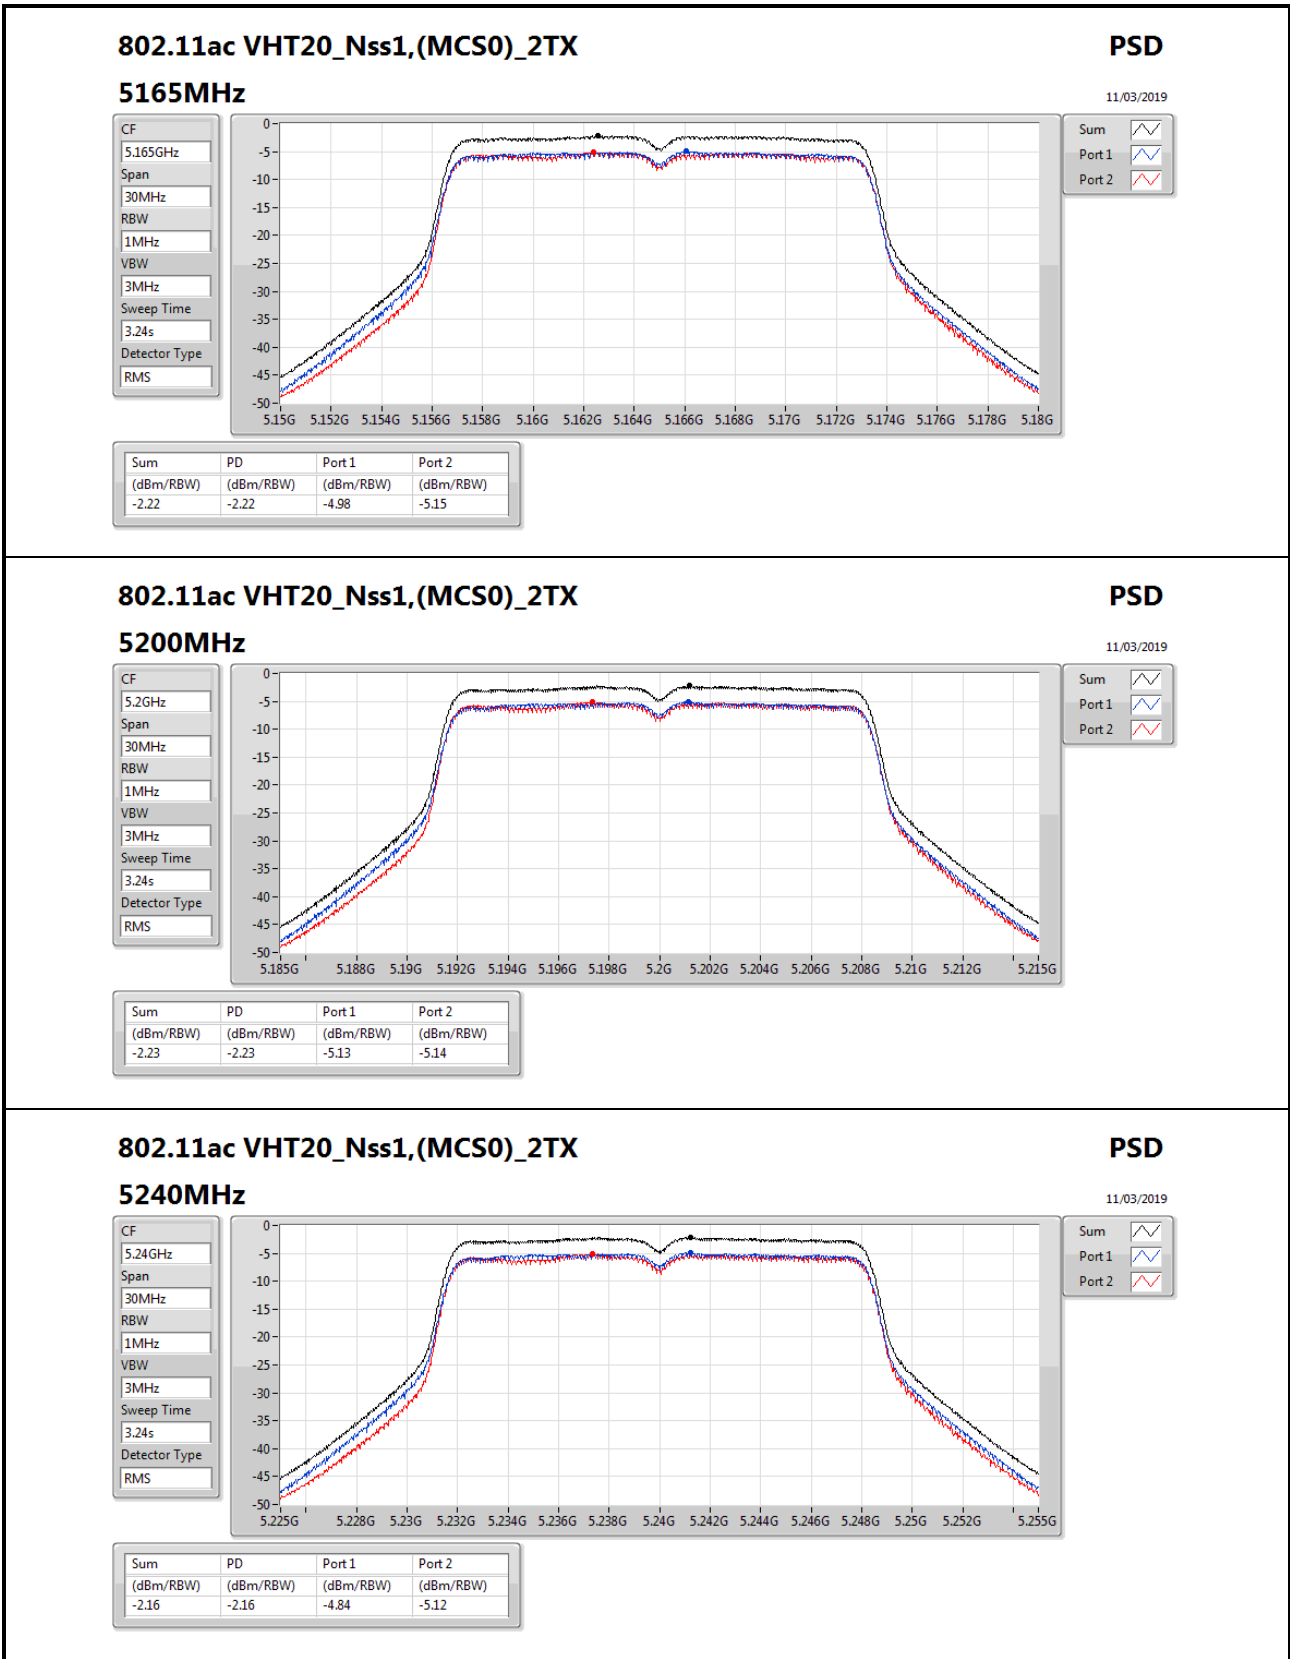 802.11ac VHT20_Nss1,(MCS0)_2TX PSD
5165MHz 11/03/2019
CF
5.165GHz
Span
30MHz
RBW
1MHz
VBW
3MHz
Sweep Time
3.24s
Detector Type
RMS
0
-5
-10
-15
-20
-25
-30
-35
-40
-45
-50
5.15G 5.152G 5.154G 5.156G 5.158G 5.16G 5.162G 5.164G 5.166G 5.168G 5.17G 5.172G 5.174G 5.176G 5.178G 5.18G
Sum
Port 1
Port 2
Sum PD Port 1 Port 2
(dBm/RBW) (dBm/RBW) (dBm/RBW) (dBm/RBW)
-2.22 -2.22 -4.98 -5.15
802.11ac VHT20_Nss1,(MCS0)_2TX PSD
5200MHz 11/03/2019
CF
5.2GHz
Span
30MHz
RBW
1MHz
VBW
3MHz
Sweep Time
3.24s
Detector Type
RMS
0
-5
-10
-15
-20
-25
-30
-35
-40
-45
-50
5.185G 5.188G 5.19G 5.192G 5.194G 5.196G 5.198G 5.2G 5.202G 5.204G 5.206G 5.208G 5.21G 5.212G 5.215G
Sum
Port 1
Port 2
Sum PD Port 1 Port 2
(dBm/RBW) (dBm/RBW) (dBm/RBW) (dBm/RBW)
-2.23 -2.23 -5.13 -5.14
802.11ac VHT20_Nss1,(MCS0)_2TX PSD
5240MHz 11/03/2019
CF
5.24GHz
Span
30MHz
RBW
1MHz
VBW
3MHz
Sweep Time
3.24s
Detector Type
RMS
0
-5
-10
-15
-20
-25
-30
-35
-40
-45
-50
5.225G 5.228G 5.23G 5.232G 5.234G 5.236G 5.238G 5.24G 5.242G 5.244G 5.246G 5.248G 5.25G 5.252G 5.255G
Sum
Port 1
Port 2
Sum PD Port 1 Port 2
(dBm/RBW) (dBm/RBW) (dBm/RBW) (dBm/RBW)
-2.16 -2.16 -4.84 -5.12